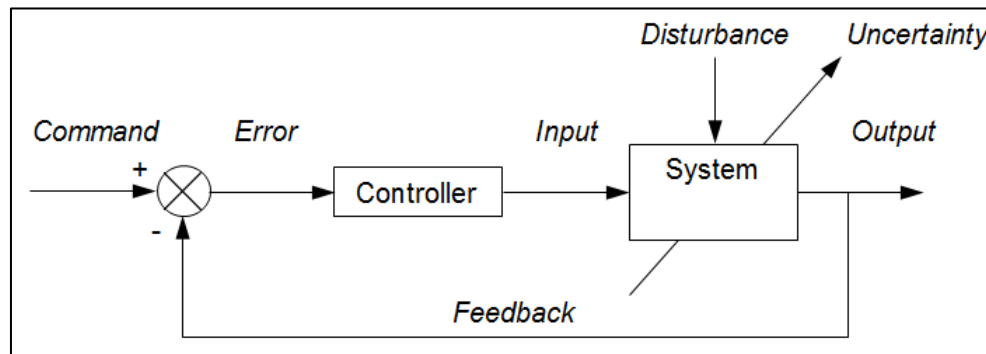 Disturbance Uncertainty
Command Error Input Output
+ System
Controller
-
Feedback